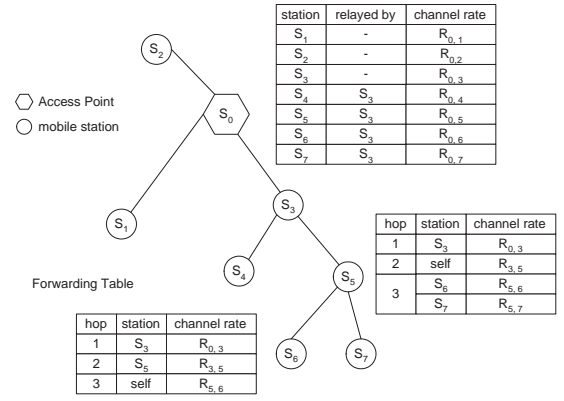 station relayed by channel rate
S1 - R0, 1
S2 - R0,2
S3 - R0, 3
S4 S3 R0, 4
S5 S3 R0, 5
S6 S3 R0, 6
S7 S3 R0, 7
S2
Access Point
mobile station
S0
S1
S3
S4
S5
S6
S7
hop station channel rate
1 S3 R0, 3
2 self R3, 5
3 S6 R5, 6
S7 R5, 7
Forwarding Table
hop station channel rate
1 S3 R0, 3
2 S5 R3, 5
3 self R5, 6